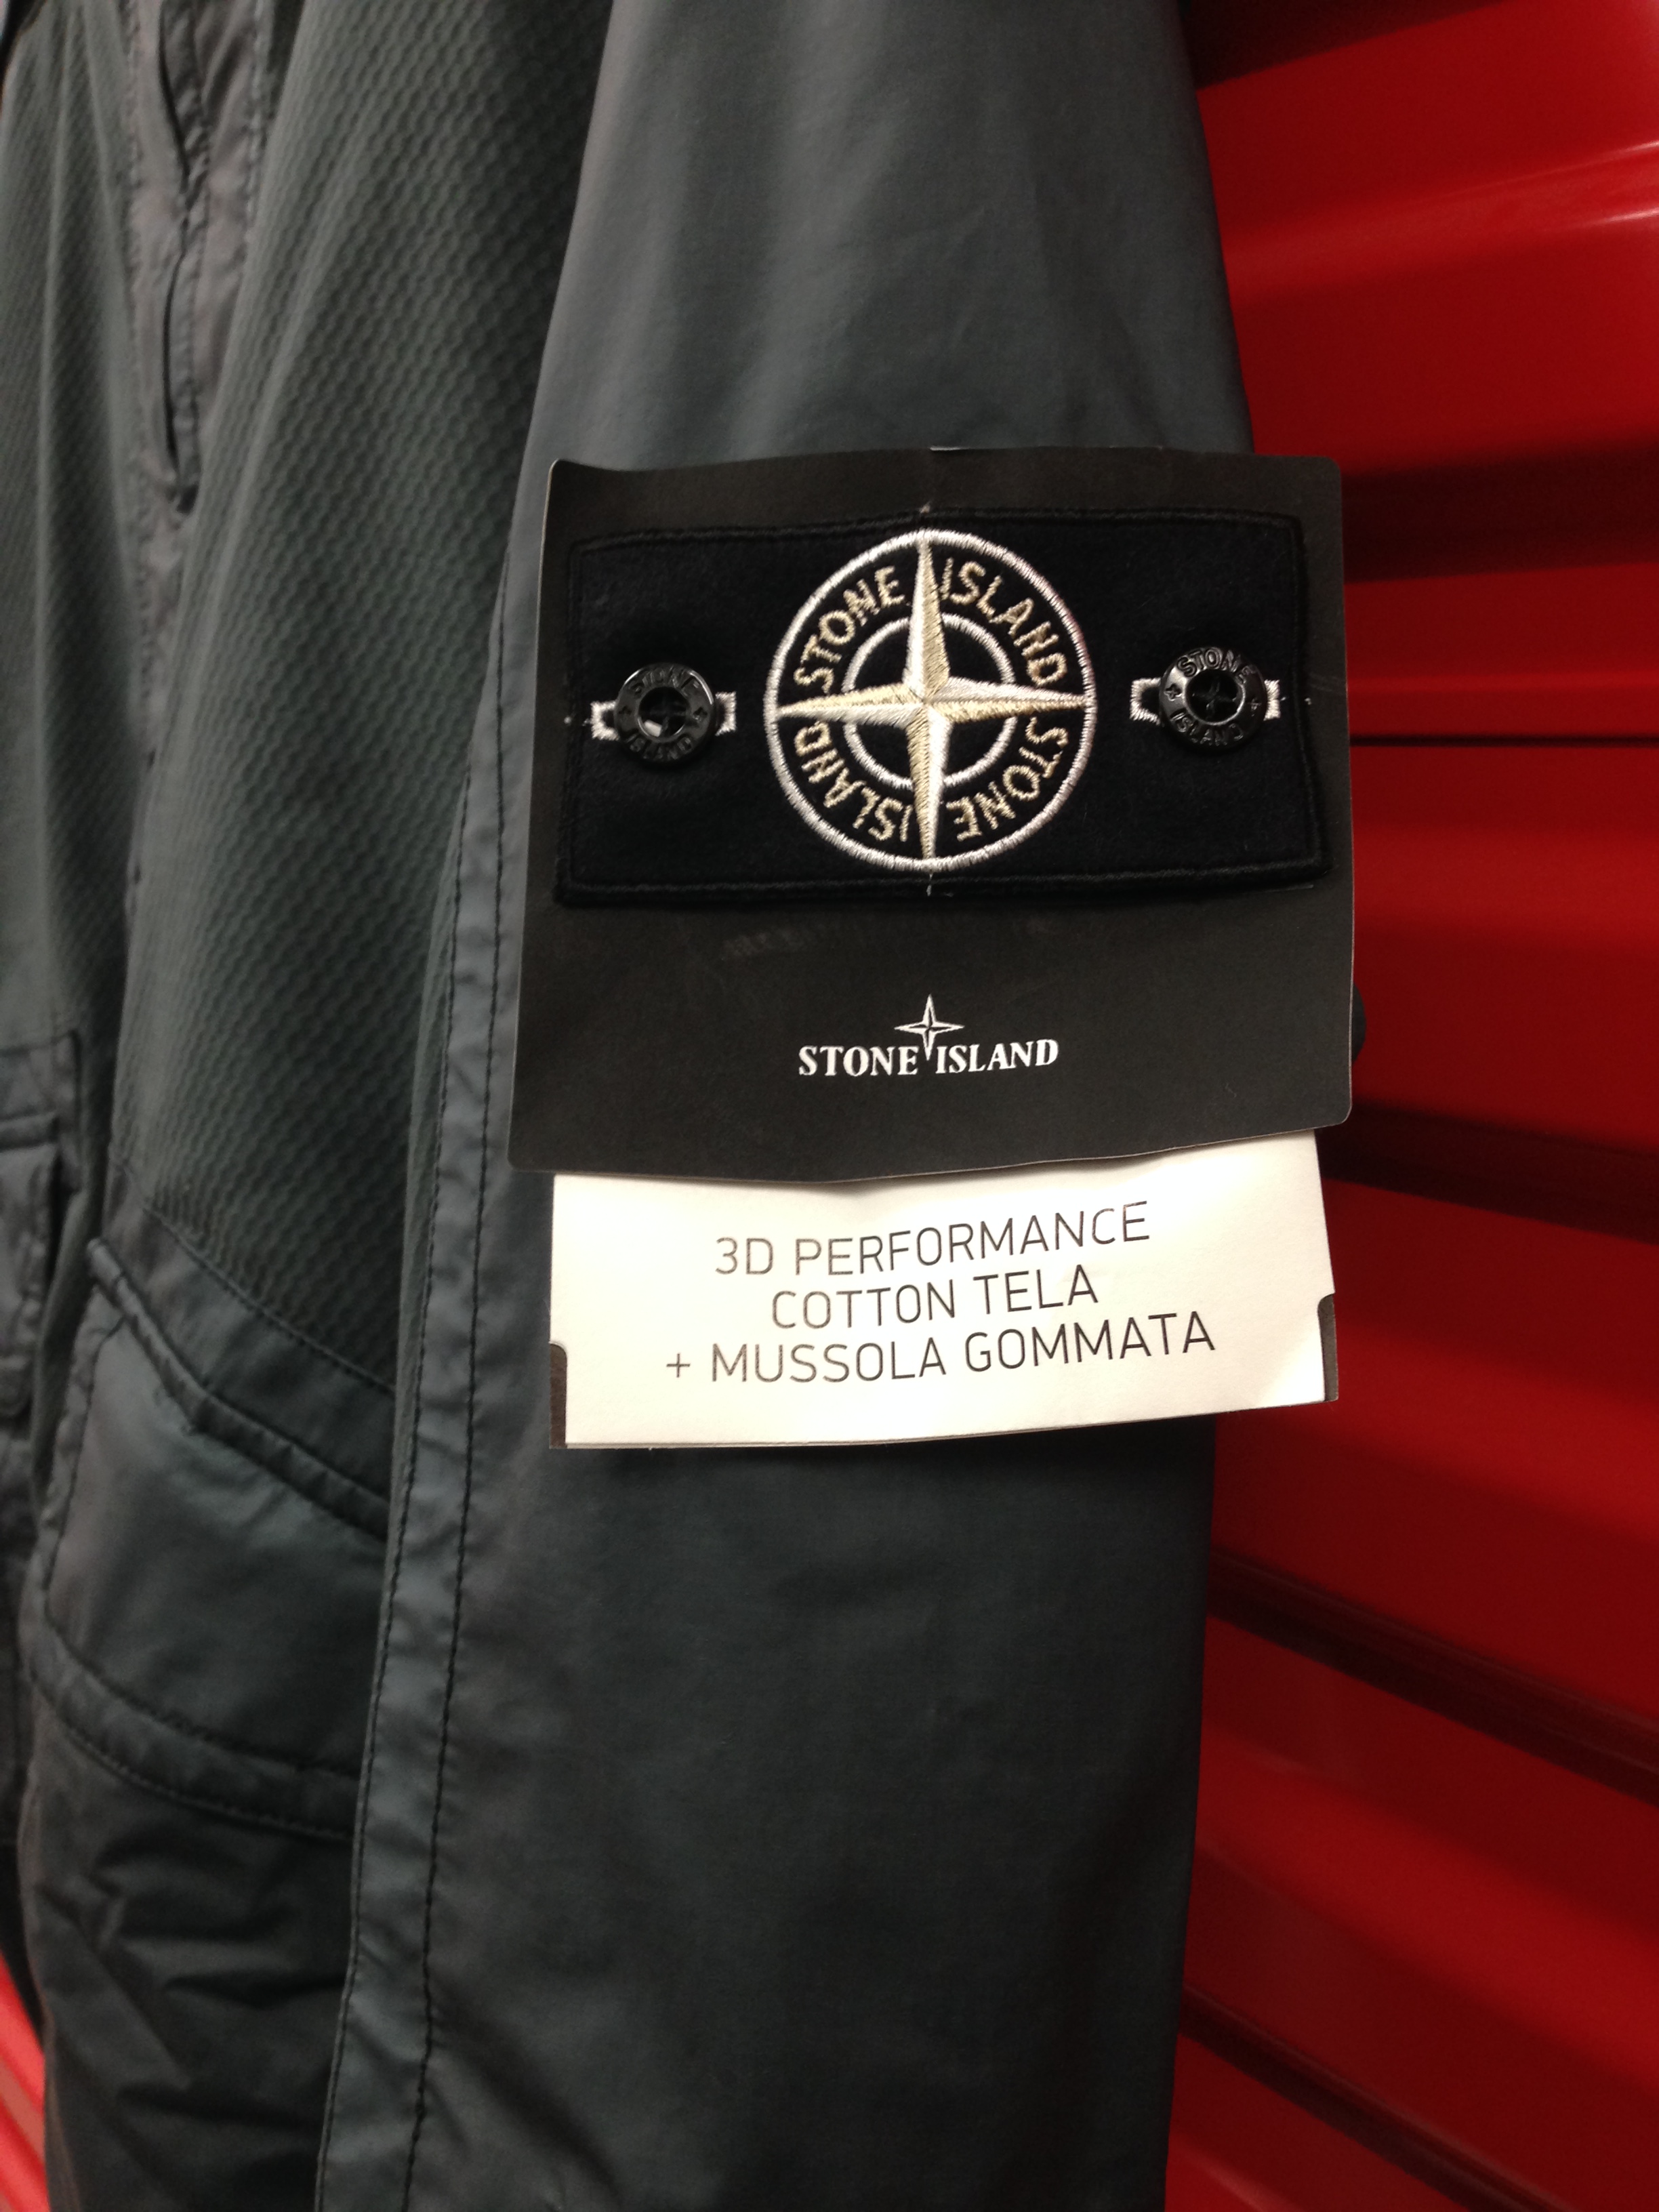 STONE ISLAND
STONE ISLAND
STONE
ISLAND
STONE
ISLAND
STONE ISLAND
3D PERFORMANCE
COTTON TELA
+ MUSSOLA GOMMATA